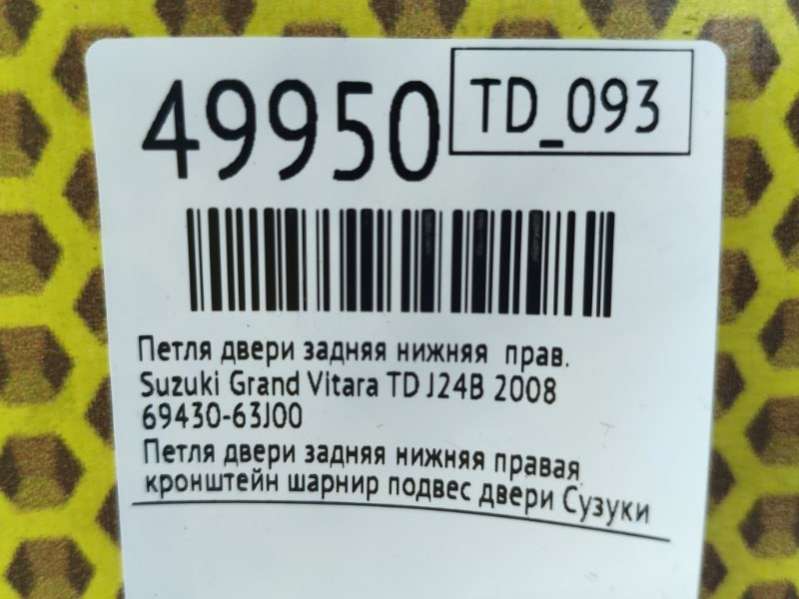 49950
TD_093
Петля двери задняя нижняя прав.
Suzuki Grand Vitara TD J24B 2008
69430-63J00
Петля двери задняя нижняя правая
кронштейн шарнир подвес двери Сузуки